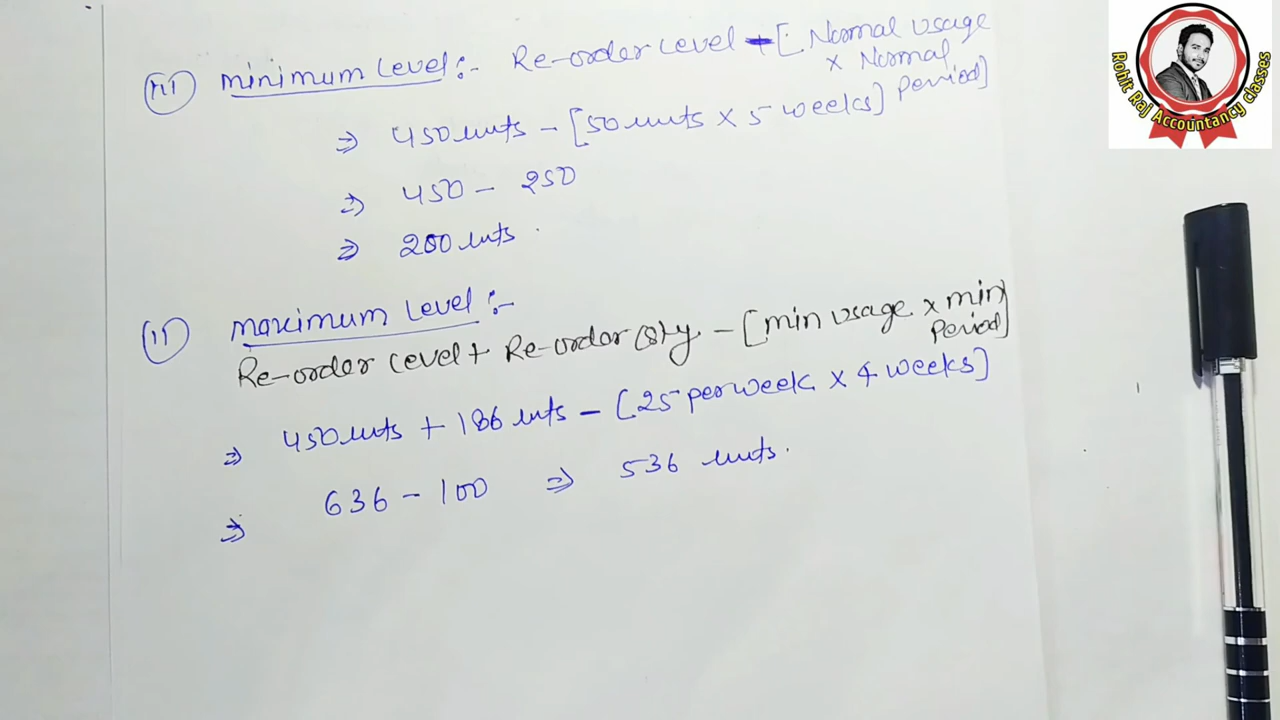 (iii) minimum level:- Re-order level - [Normal usage
x Normal
Period]
⇒ 450 units - [50 units x 5 weeks]
⇒ 450 - 250
⇒ 200 units.
(ii) maximum level:-
Re-order level + Re-order Qty - [min usage x min
Period]
⇒ 450 units + 186 units - [25 per week x 4 weeks]
⇒ 636 - 100 ⇒ 536 units.
Rohit Raj Accountancy classes